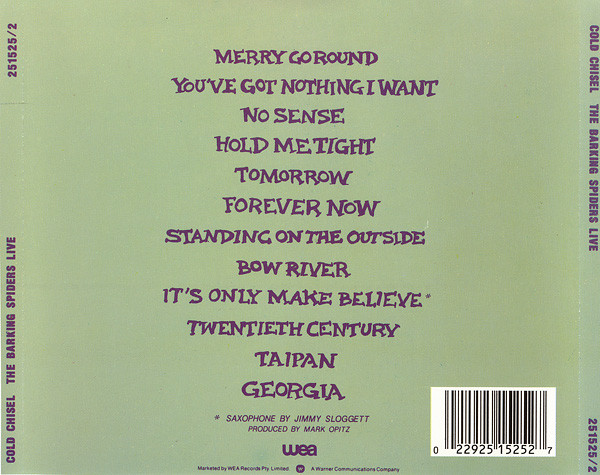 251525/2
COLD CHISEL THE BARKING SPIDERS LIVE
MERRY GO ROUND
YOU'VE GOT NOTHING I WANT
NO SENSE
HOLD ME TIGHT
TOMORROW
FOREVER NOW
STANDING ON THE OUTSIDE
BOW RIVER
IT'S ONLY MAKE BELIEVE*
TWENTIETH CENTURY
TAIPAN
GEORGIA
* SAXOPHONE BY JIMMY SLOGGETT
PRODUCED BY MARK OPITZ
wea
Marketed by WEA Records Pty. Limited. W A Warner Communications Company
0 22925 15252 7
COLD CHISEL THE BARKING SPIDERS LIVE
251525/2